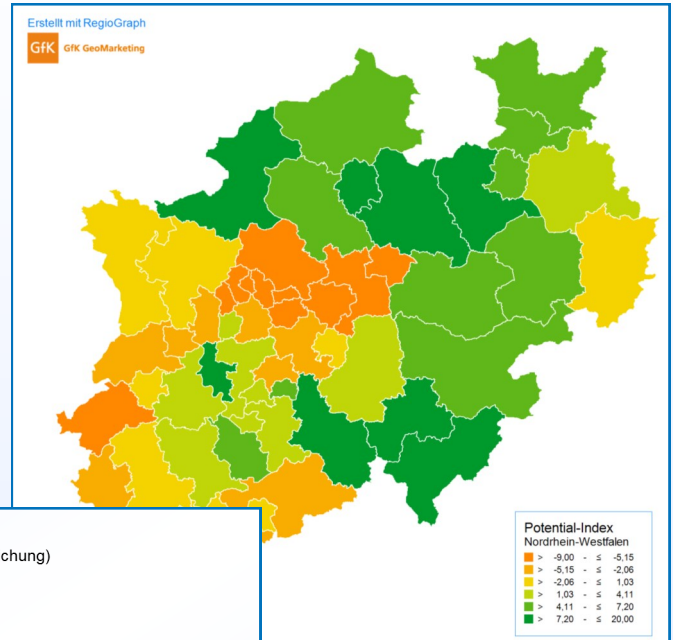 Erstellt mit RegioGraph
GfK GfK GeoMarketing
chung)
Potential-Index
Nordrhein-Westfalen
> -9,00 - ≤ -5,15
> -5,15 - ≤ -2,06
> -2,06 - ≤ 1,03
> 1,03 - ≤ 4,11
> 4,11 - ≤ 7,20
> 7,20 - ≤ 20,00